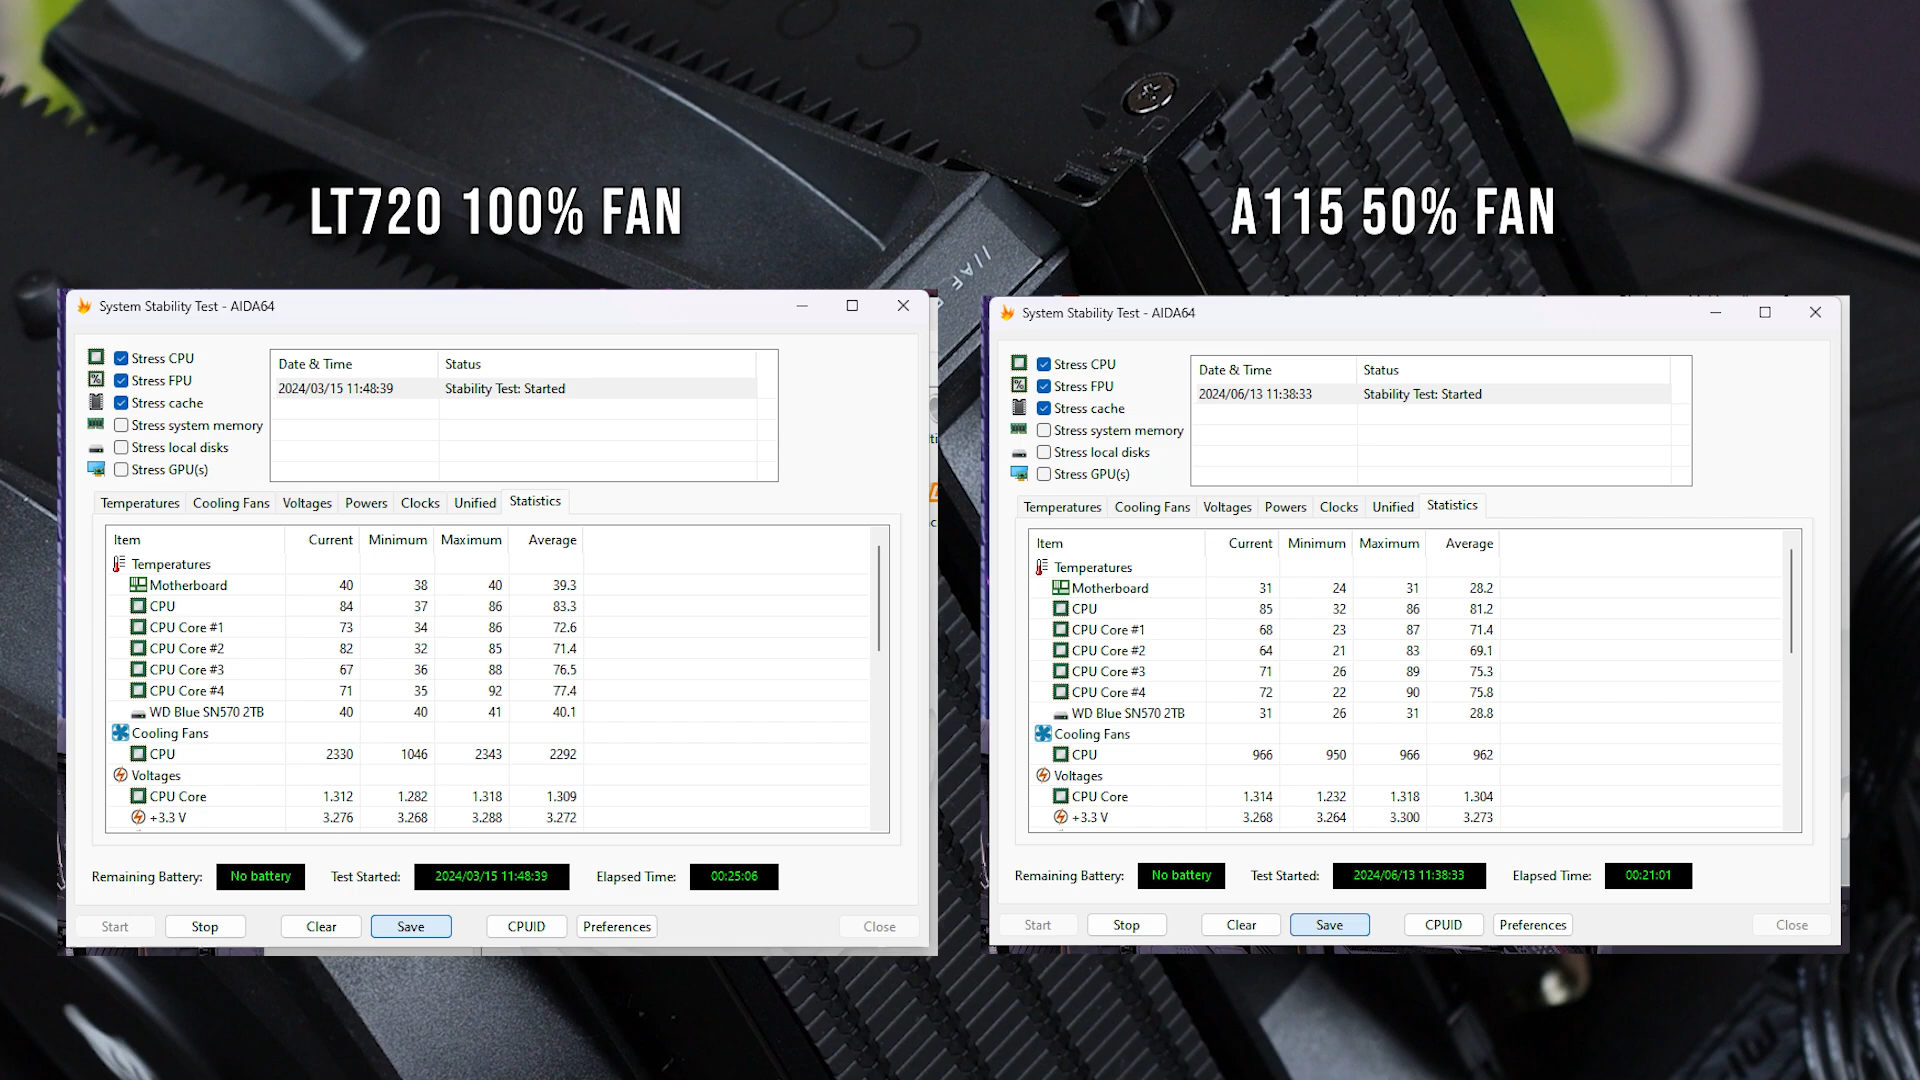 LT720 100% FAN
System Stability Test - AIDA64
Stress CPU
Stress FPU
Stress cache
Stress system memory
Stress local disks
Stress GPU(s)
Date & Time Status
2024/03/15 11:48:39 Stability Test: Started
Temperatures Cooling Fans Voltages Powers Clocks Unified Statistics
Item Current Minimum Maximum Average
Temperatures
Motherboard 40 38 40 39.3
CPU 84 37 86 83.3
CPU Core #1 73 34 86 72.6
CPU Core #2 82 32 85 71.4
CPU Core #3 67 36 88 76.5
CPU Core #4 71 35 92 77.4
WD Blue SN570 2TB 40 40 41 40.1
Cooling Fans
CPU 2330 1046 2343 2292
Voltages
CPU Core 1.312 1.282 1.318 1.309
+3.3 V 3.276 3.268 3.288 3.272
Remaining Battery: No battery Test Started: 2024/03/15 11:48:39 Elapsed Time: 00:25:06
Start Stop Clear Save CPUID Preferences Close
A115 50% FAN
System Stability Test - AIDA64
Stress CPU
Stress FPU
Stress cache
Stress system memory
Stress local disks
Stress GPU(s)
Date & Time Status
2024/06/13 11:38:33 Stability Test: Started
Temperatures Cooling Fans Voltages Powers Clocks Unified Statistics
Item Current Minimum Maximum Average
Temperatures
Motherboard 31 24 31 28.2
CPU 85 32 86 81.2
CPU Core #1 68 23 87 71.4
CPU Core #2 64 21 83 69.1
CPU Core #3 71 26 89 75.3
CPU Core #4 72 22 90 75.8
WD Blue SN570 2TB 31 26 31 28.8
Cooling Fans
CPU 966 950 966 962
Voltages
CPU Core 1.314 1.232 1.318 1.304
+3.3 V 3.268 3.264 3.300 3.273
Remaining Battery: No battery Test Started: 2024/06/13 11:38:33 Elapsed Time: 00:21:01
Start Stop Clear Save CPUID Preferences Close